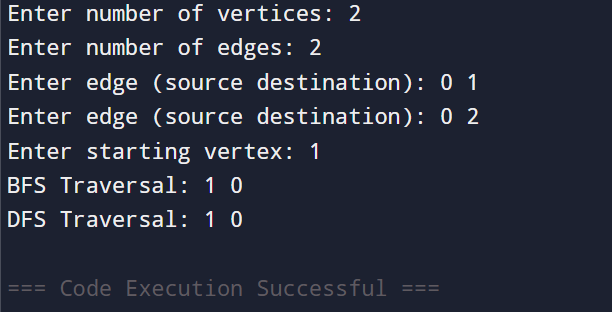 Enter number of vertices: 2
Enter number of edges: 2
Enter edge (source destination): 0 1
Enter edge (source destination): 0 2
Enter starting vertex: 1
BFS Traversal: 1 0
DFS Traversal: 1 0
=== Code Execution Successful ===